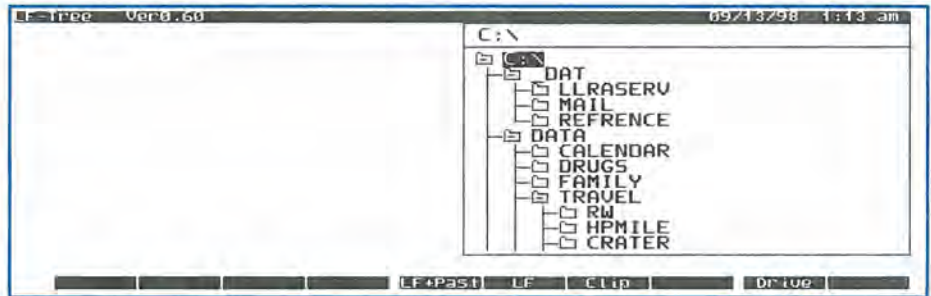 LF-Tree Ver0.60 09/13/98 1:13 am
C:\
C:\
_DAT
LLRASERV
MAIL
REFRENCE
DATA
CALENDAR
DRUGS
FAMILY
TRAVEL
RW
HPMILE
CRATER
LF+Past LF Clip Drive